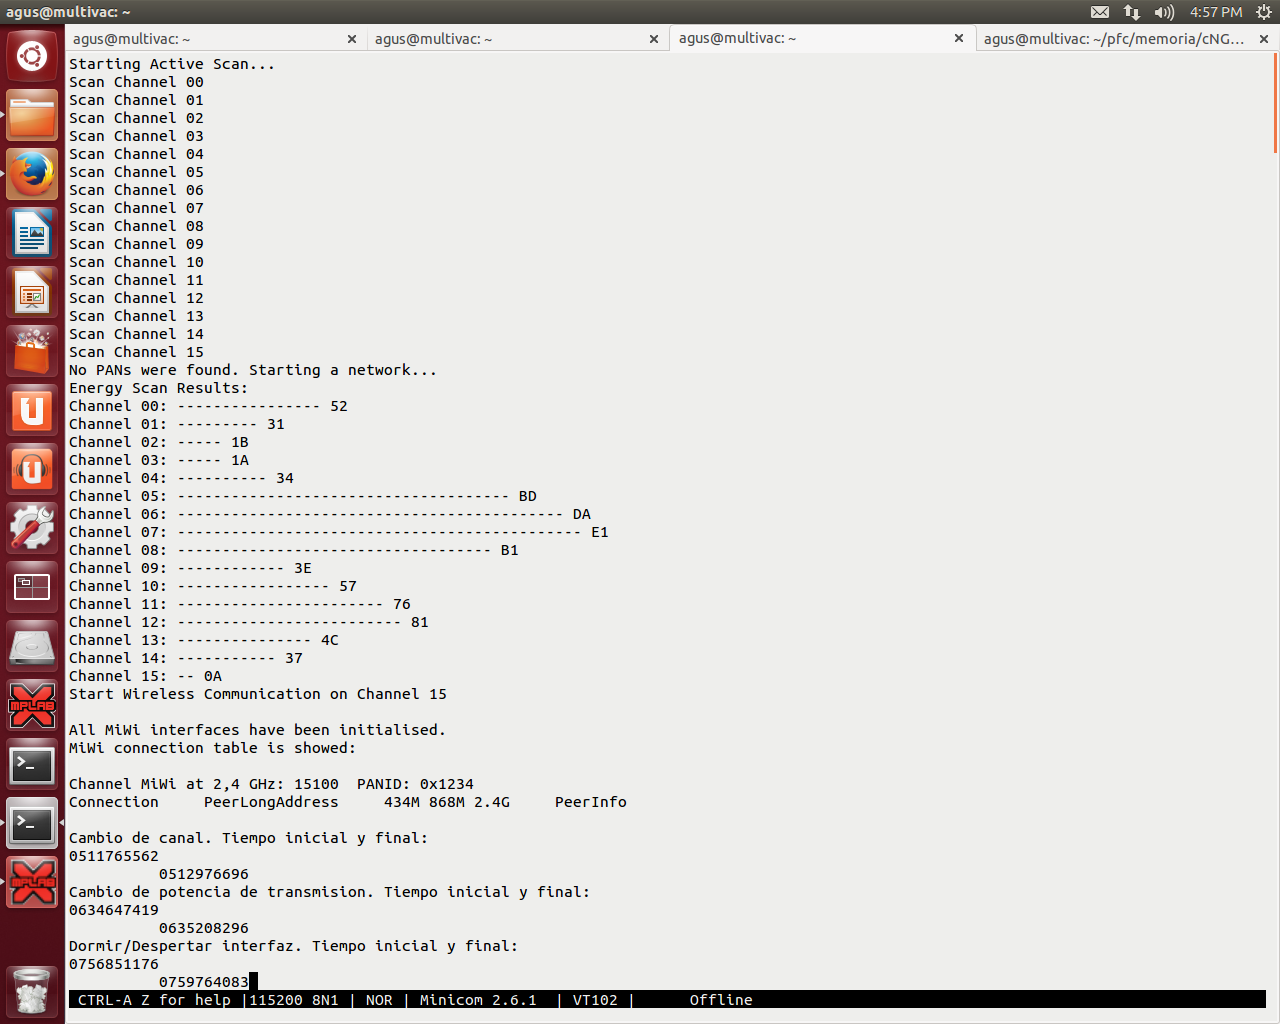 agus@multivac: ~
4:57 PM
agus@multivac: ~
agus@multivac: ~
agus@multivac: ~
agus@multivac: ~/pfc/memoria/cNG...
Starting Active Scan...
Scan Channel 00
Scan Channel 01
Scan Channel 02
Scan Channel 03
Scan Channel 04
Scan Channel 05
Scan Channel 06
Scan Channel 07
Scan Channel 08
Scan Channel 09
Scan Channel 10
Scan Channel 11
Scan Channel 12
Scan Channel 13
Scan Channel 14
Scan Channel 15
No PANs were found. Starting a network...
Energy Scan Results:
Channel 00: ---------------- 52
Channel 01: --------- 31
Channel 02: ----- 1B
Channel 03: ----- 1A
Channel 04: ---------- 34
Channel 05: ------------------------------------- BD
Channel 06: ------------------------------------------- DA
Channel 07: --------------------------------------------- E1
Channel 08: ----------------------------------- B1
Channel 09: ------------ 3E
Channel 10: ----------------- 57
Channel 11: ----------------------- 76
Channel 12: ------------------------- 81
Channel 13: --------------- 4C
Channel 14: ----------- 37
Channel 15: -- 0A
Start Wireless Communication on Channel 15
All MiWi interfaces have been initialised.
MiWi connection table is showed:
Channel MiWi at 2,4 GHz: 15100  PANID: 0x1234
Connection     PeerLongAddress     434M 868M 2.4G     PeerInfo
Cambio de canal. Tiempo inicial y final:
0511765562
0512976696
Cambio de potencia de transmision. Tiempo inicial y final:
0634647419
0635208296
Dormir/Despertar interfaz. Tiempo inicial y final:
0756851176
0759764083
CTRL-A Z for help |115200 8N1 | NOR | Minicom 2.6.1  | VT102 |      Offline
MPLAB
MPLAB